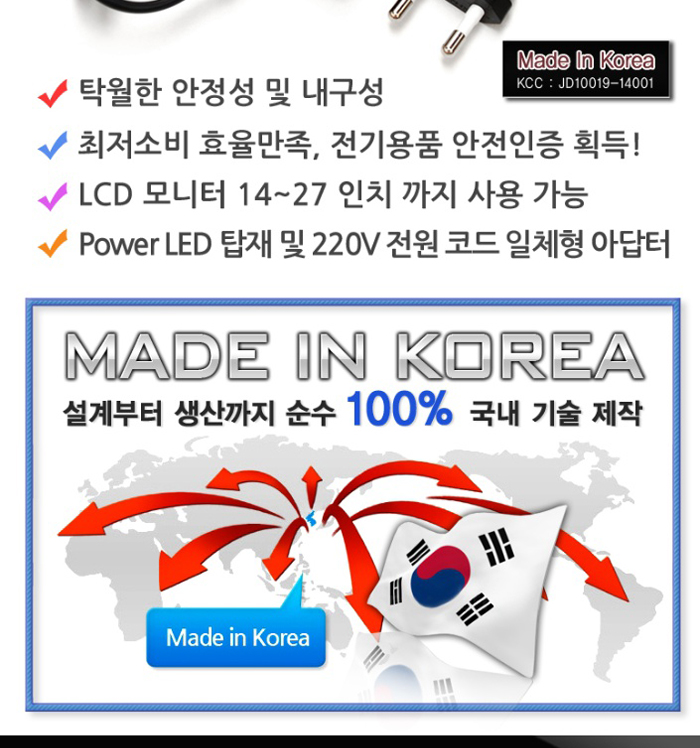 Made In Korea
KCC : JD10019-14001
탁월한 안정성 및 내구성
최저소비 효율만족, 전기용품 안전인증 획득!
LCD 모니터 14~27 인치 까지 사용 가능
Power LED 탑재 및 220V 전원 코드 일체형 아답터
MADE IN KOREA
설계부터 생산까지 순수 100% 국내 기술 제작
Made in Korea